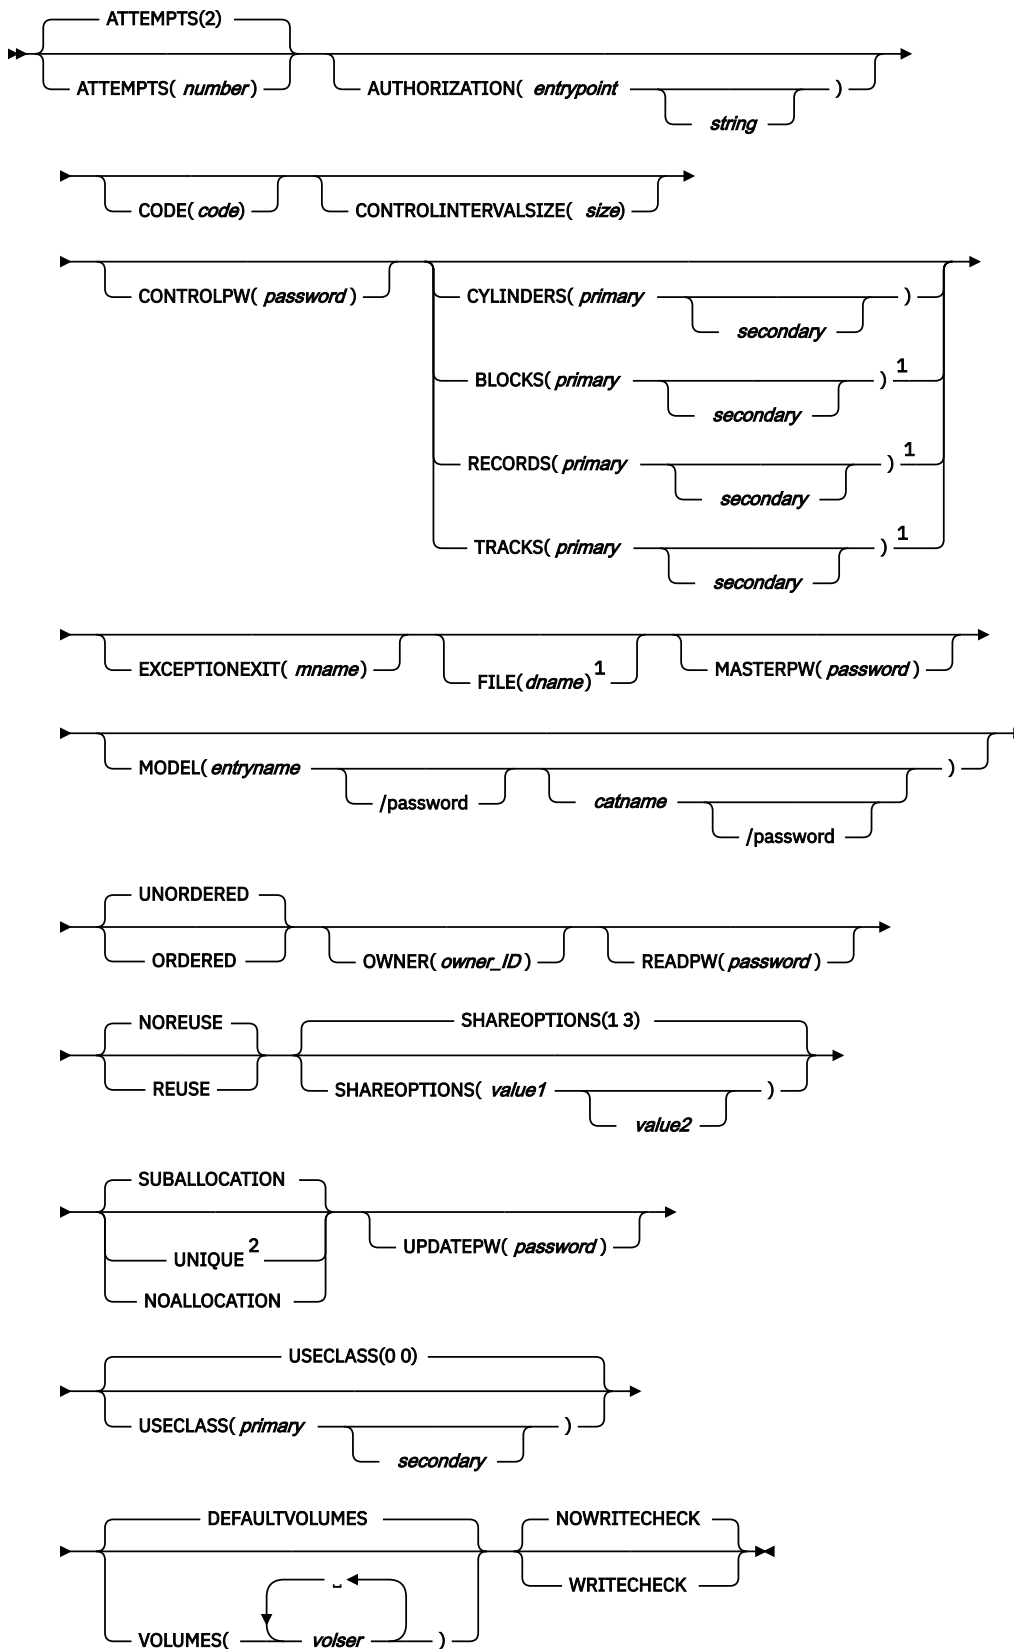 ATTEMPTS(2)
ATTEMPTS( number) AUTHORIZATION( entrypoint )
string
CODE( code) CONTROLINTERVALSIZE( size)
CONTROLPW( password ) CYLINDERS( primary )
secondary
BLOCKS( primary ) 1
secondary
RECORDS( primary ) 1
secondary
TRACKS( primary ) 1
secondary
EXCEPTIONEXIT( mname) FILE( dname) 1 MASTERPW( password )
MODEL( entryname )
/password catname
/password
UNORDERED
ORDERED OWNER( owner_ID ) READPW( password )
NOREUSE SHAREOPTIONS(1 3)
REUSE SHAREOPTIONS( value1 )
value2
SUBALLOCATION
UNIQUE 2 UPDATEPW( password )
NOALLOCATION
USECLASS(0 0)
USECLASS( primary )
secondary
DEFAULTVOLUMES NOWRITECHECK
WRITECHECK
␣
VOLUMES( volser )